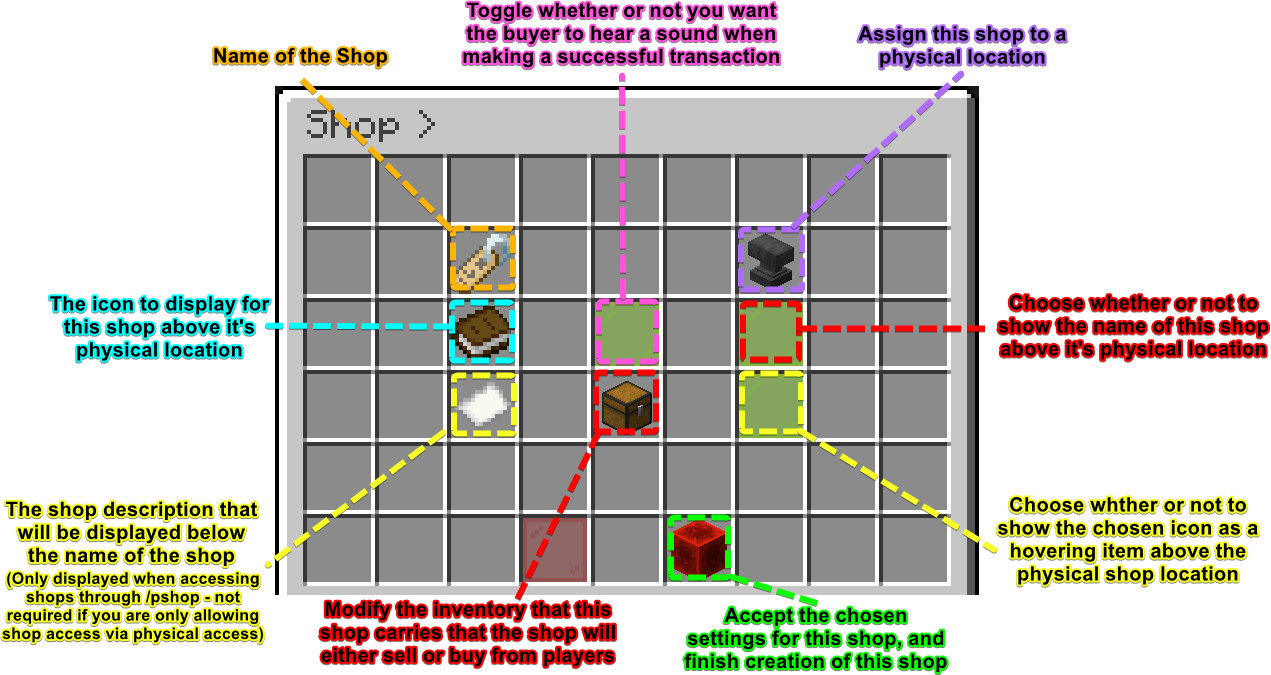 Toggle whether or not you want
the buyer to hear a sound when
making a successful transaction
Name of the Shop
Assign this shop to a
physical location
Shop >
The icon to display for
this shop above it's
physical location
Choose whether or not to
show the name of this shop
above it's physical location
The shop description that
will be displayed below
the name of the shop
(Only displayed when accessing
shops through /pshop - not
required if you are only allowing
shop access via physical access)
Choose whther or not to
show the chosen icon as a
hovering item above the
physical shop location
Modify the inventory that this
shop carries that the shop will
either sell or buy from players
Accept the chosen
settings for this shop, and
finish creation of this shop